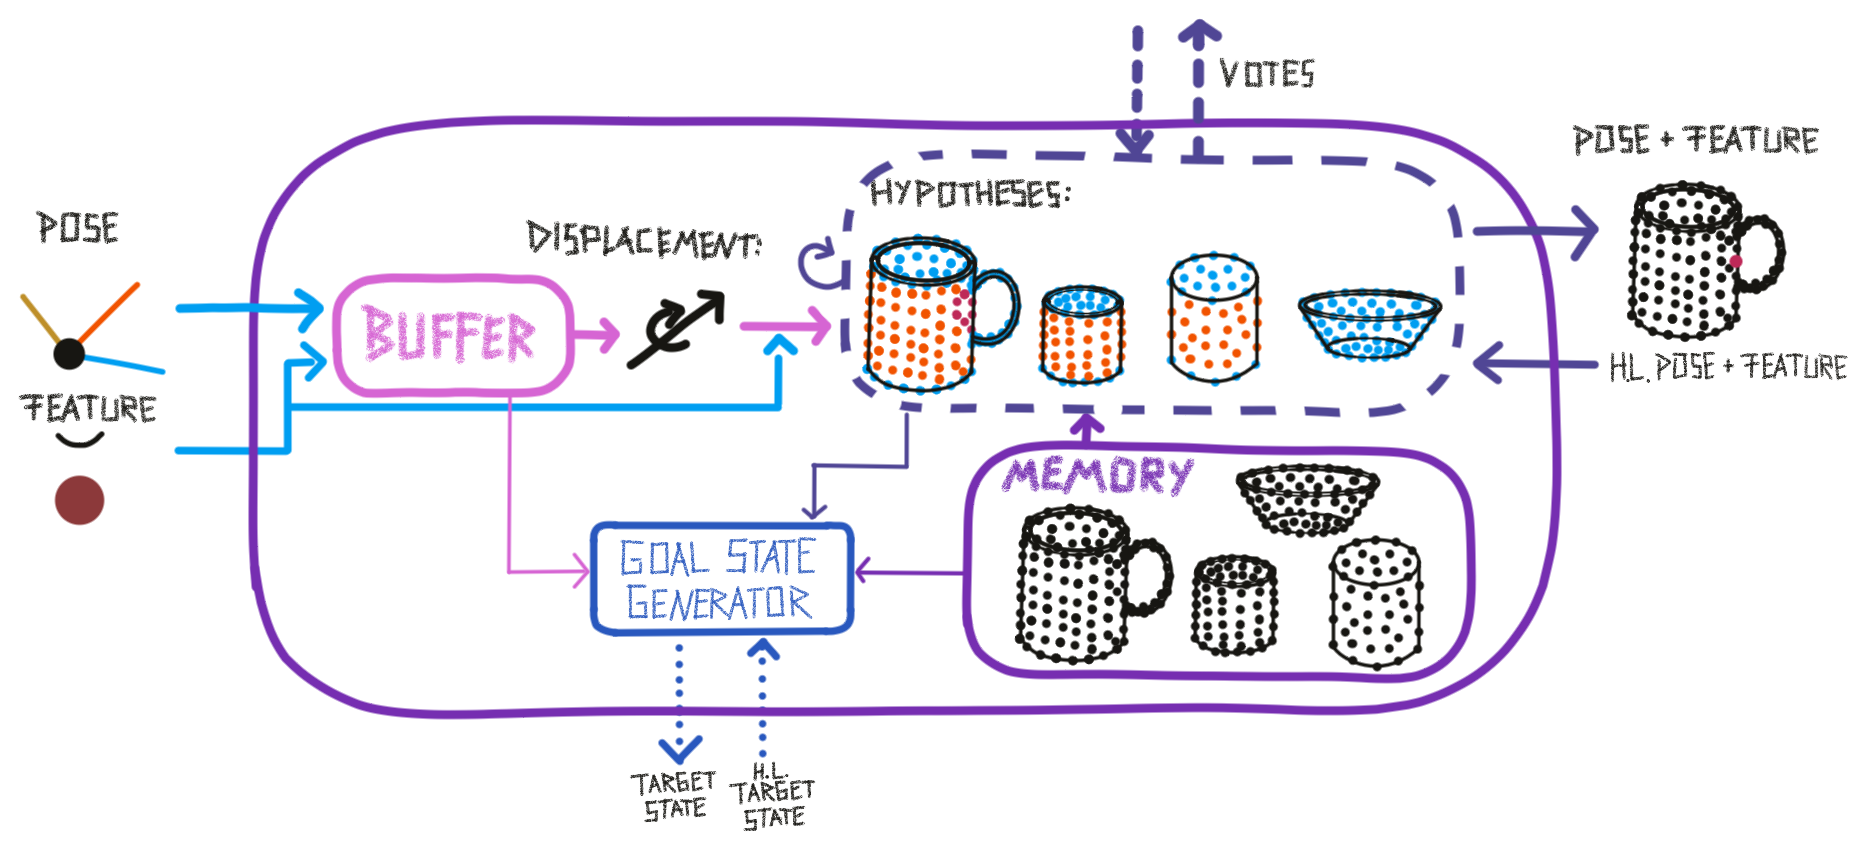 VOTES
POSE + FEATURE
HYPOTHESES:
POSE
DISPLACEMENT:
BUFFER
H.L. POSE + FEATURE
FEATURE
MEMORY
GOAL STATE
GENERATOR
TARGET
STATE
H.L.
TARGET
STATE